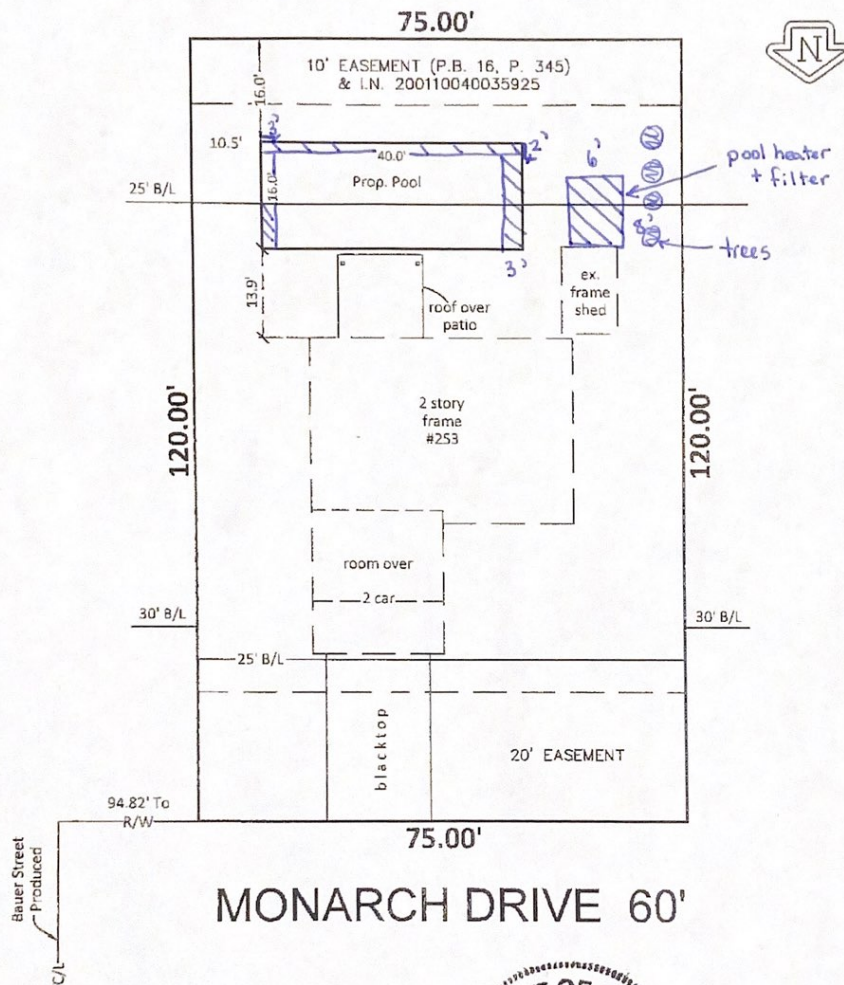 75.00'
N
10' EASEMENT (P.B. 16, P. 345)
& I.N. 200110040035925
16.0'
3'
10.5'
40.0'
2'
6'
pool heater
+ filter
Prop. Pool
16.0'
25' B/L
8'
trees
3'
13.9'
ex.
frame
shed
roof over
patio
2 story
frame
#253
120.00'
120.00'
room over
2 car
30' B/L
30' B/L
25' B/L
blacktop
20' EASEMENT
94.82' To
R/W
75.00'
Bauer Street
Produced
C/L
MONARCH DRIVE 60'